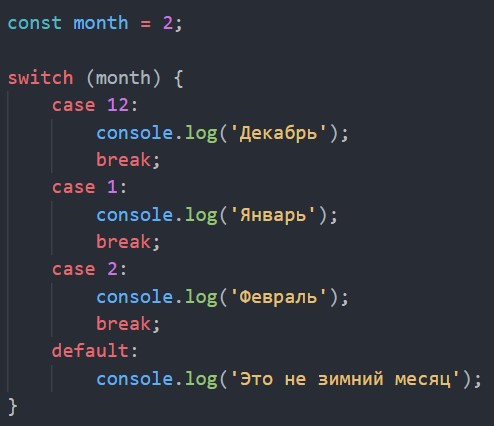 const month = 2;
switch (month) {
    case 12:
        console.log('Декабрь');
        break;
    case 1:
        console.log('Январь');
        break;
    case 2:
        console.log('Февраль');
        break;
    default:
        console.log('Это не зимний месяц');
}